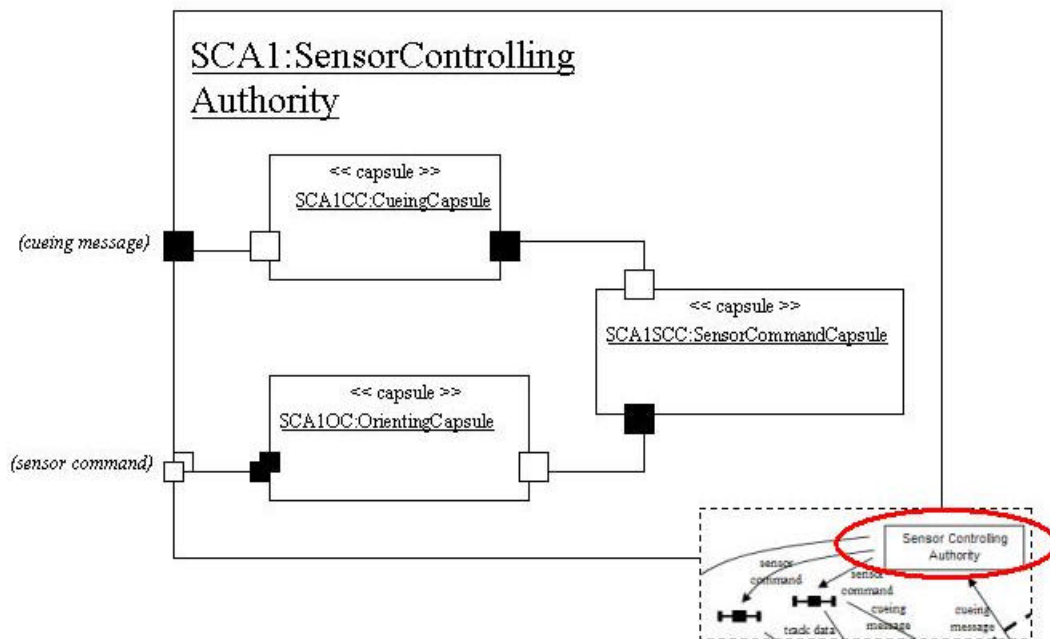 SCA1:SensorControlling
Authority
<< capsule >>
SCA1CC:CueingCapsule
(cueing message)
<< capsule >>
SCA1SCC:SensorCommandCapsule
<< capsule >>
SCA1OC:OrientingCapsule
(sensor command)
Sensor Controlling
Authority
sensor
command
sensor
command
cueing
message
cueing
message
track data